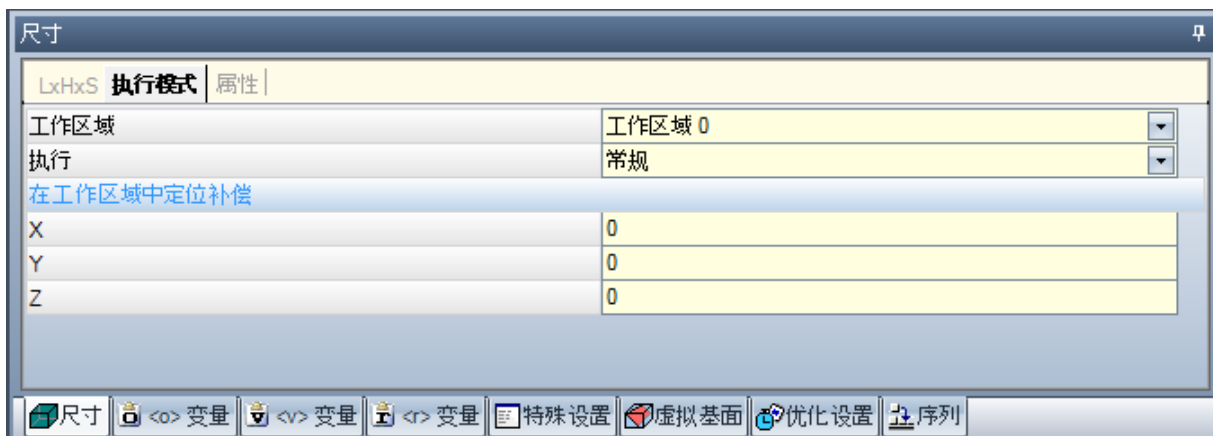 尺寸
LxHxS 执行模式 属性
工作区域 工作区域 0
执行 常规
在工作区域中定位补偿
X 0
Y 0
Z 0
尺寸 <o> 变量 <v> 变量 <r> 变量 特殊设置 虚拟基面 优化设置 序列